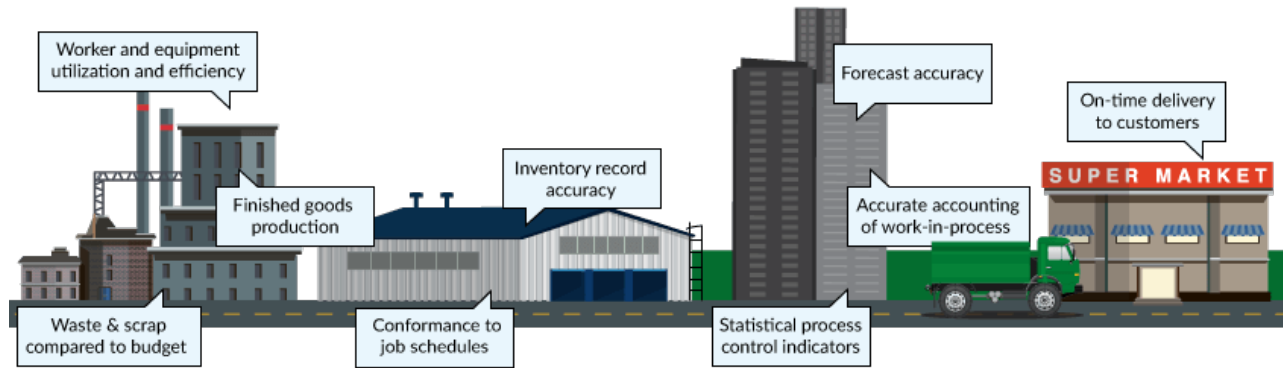 Worker and equipment
utilization and efficiency
Finished goods
production
Waste & scrap
compared to budget
Inventory record
accuracy
Conformance to
job schedules
Forecast accuracy
Accurate accounting
of work-in-process
Statistical process
control indicators
On-time delivery
to customers
SUPER MARKET